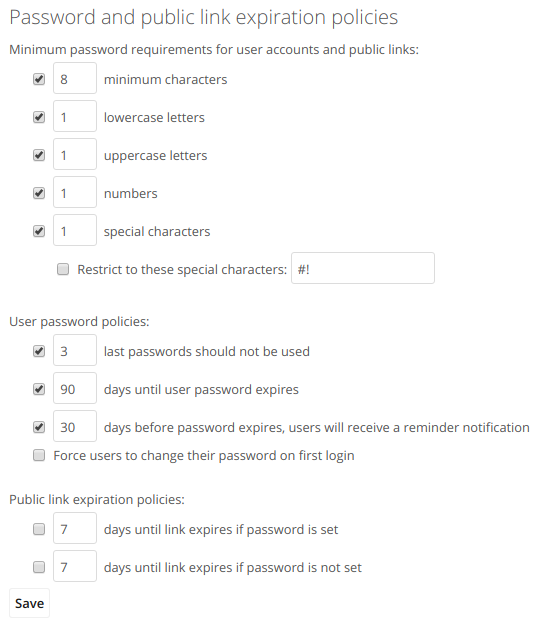 Password and public link expiration policies
Minimum password requirements for user accounts and public links:
8 minimum characters
1 lowercase letters
1 uppercase letters
1 numbers
1 special characters
Restrict to these special characters: #!
User password policies:
3 last passwords should not be used
90 days until user password expires
30 days before password expires, users will receive a reminder notification
Force users to change their password on first login
Public link expiration policies:
7 days until link expires if password is set
7 days until link expires if password is not set
Save